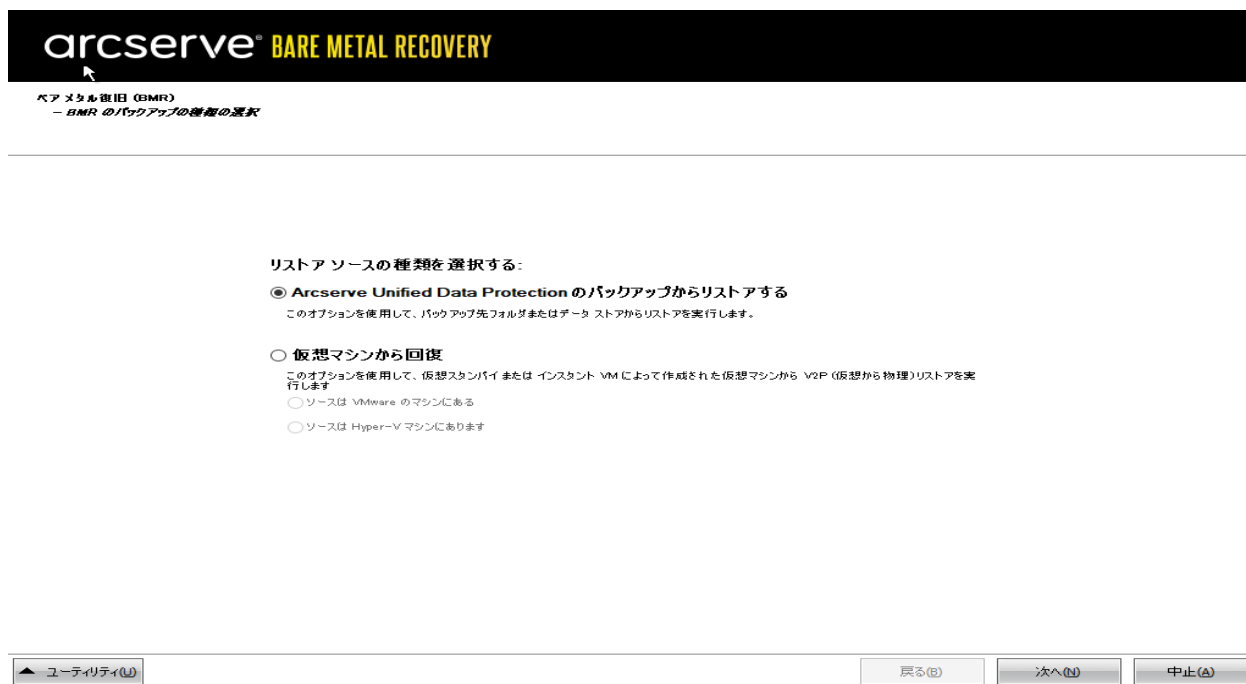 arcserve® BARE METAL RECOVERY
ベア メタル復旧 (BMR)
- BMR のバックアップの種類の選択
リストア ソースの種類を選択する:
Arcserve Unified Data Protection のバックアップからリストアする
このオプションを使用して、バックアップ先フォルダまたはデータ ストアからリストアを実行します。
仮想マシンから回復
このオプションを使用して、仮想スタンバイ または インスタント VM によって作成された仮想マシンから V2P (仮想から物理)リストアを実
行します
ソースは VMware のマシンにある
ソースは Hyper-V マシンにあります
ユーティリティ(U)
戻る(B)
次へ(N)
中止(A)